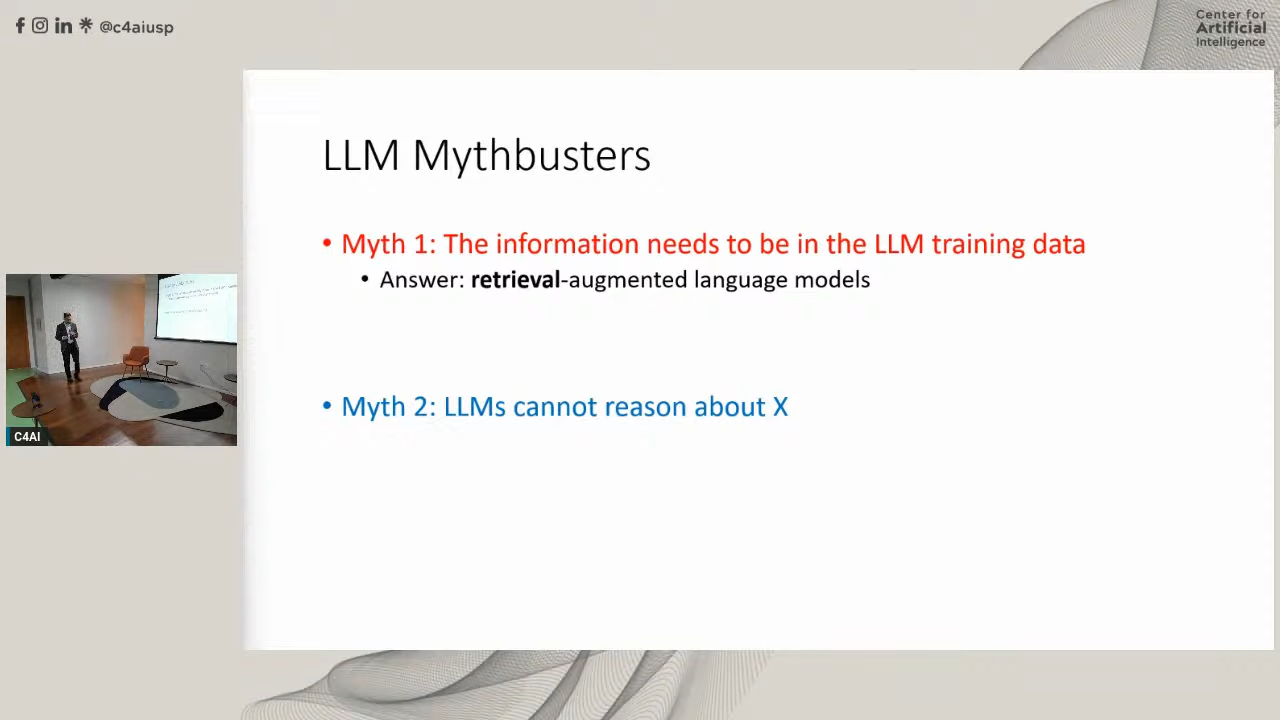 @c4aiusp
Center for
Artificial
Intelligence
LLM Mythbusters
• Myth 1: The information needs to be in the LLM training data
• Answer: retrieval-augmented language models
• Myth 2: LLMs cannot reason about X
C4AI